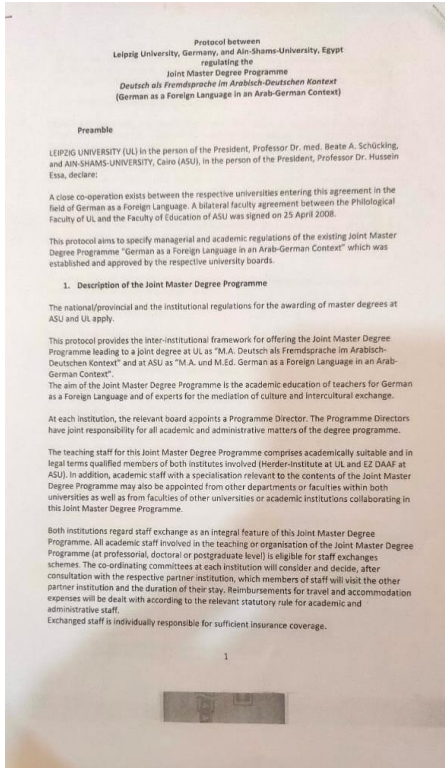 Protocol between
Leipzig University, Germany, and Ain-Shams-University, Egypt
regulating the
Joint Master Degree Programme
Deutsch als Fremdsprache im Arabisch-Deutschen Kontext
(German as a Foreign Language in an Arab-German Context)
Preamble
LEIPZIG UNIVERSITY (UL) in the person of the President, Professor Dr. med. Beate A. Schücking,
and AIN-SHAMS-UNIVERSITY, Cairo (ASU), in the person of the President, Professor Dr. Hussein
Essa, declare:
A close co-operation exists between the respective universities entering this agreement in the
field of German as a Foreign Language. A bilateral faculty agreement between the Philological
Faculty of UL and the Faculty of Education of ASU was signed on 25 April 2008.
This protocol aims to specify managerial and academic regulations of the existing Joint Master
Degree Programme "German as a Foreign Language in an Arab-German Context" which was
established and approved by the respective university boards.
1. Description of the Joint Master Degree Programme
The national/provincial and the institutional regulations for the awarding of master degrees at
ASU and UL apply.
This protocol provides the inter-institutional framework for offering the Joint Master Degree
Programme leading to a joint degree at UL as "M.A. Deutsch als Fremdsprache im Arabisch-
Deutschen Kontext" and at ASU as "M.A. und M.Ed. German as a Foreign Language in an Arab-
German Context".
The aim of the Joint Master Degree Programme is the academic education of teachers for German
as a Foreign Language and of experts for the mediation of culture and intercultural exchange.
At each institution, the relevant board appoints a Programme Director. The Programme Directors
have joint responsibility for all academic and administrative matters of the degree programme.
The teaching staff for this Joint Master Degree Programme comprises academically suitable and in
legal terms qualified members of both institutes involved (Herder-Institute at UL and EZ DAAF at
ASU). In addition, academic staff with a specialisation relevant to the contents of the Joint Master
Degree Programme may also be appointed from other departments or faculties within both
universities as well as from faculties of other universities or academic institutions collaborating in
this Joint Master Degree Programme.
Both institutions regard staff exchange as an integral feature of this Joint Master Degree
Programme. All academic staff involved in the teaching or organisation of the Joint Master Degree
Programme (at professorial, doctoral or postgraduate level) is eligible for staff exchanges
schemes. The co-ordinating committees at each institution will consider and decide, after
consultation with the respective partner institution, which members of staff will visit the other
partner institution and the duration of their stay. Reimbursements for travel and accommodation
expenses will be dealt with according to the relevant statutory rule for academic and
administrative staff.
Exchanged staff is individually responsible for sufficient insurance coverage.
1